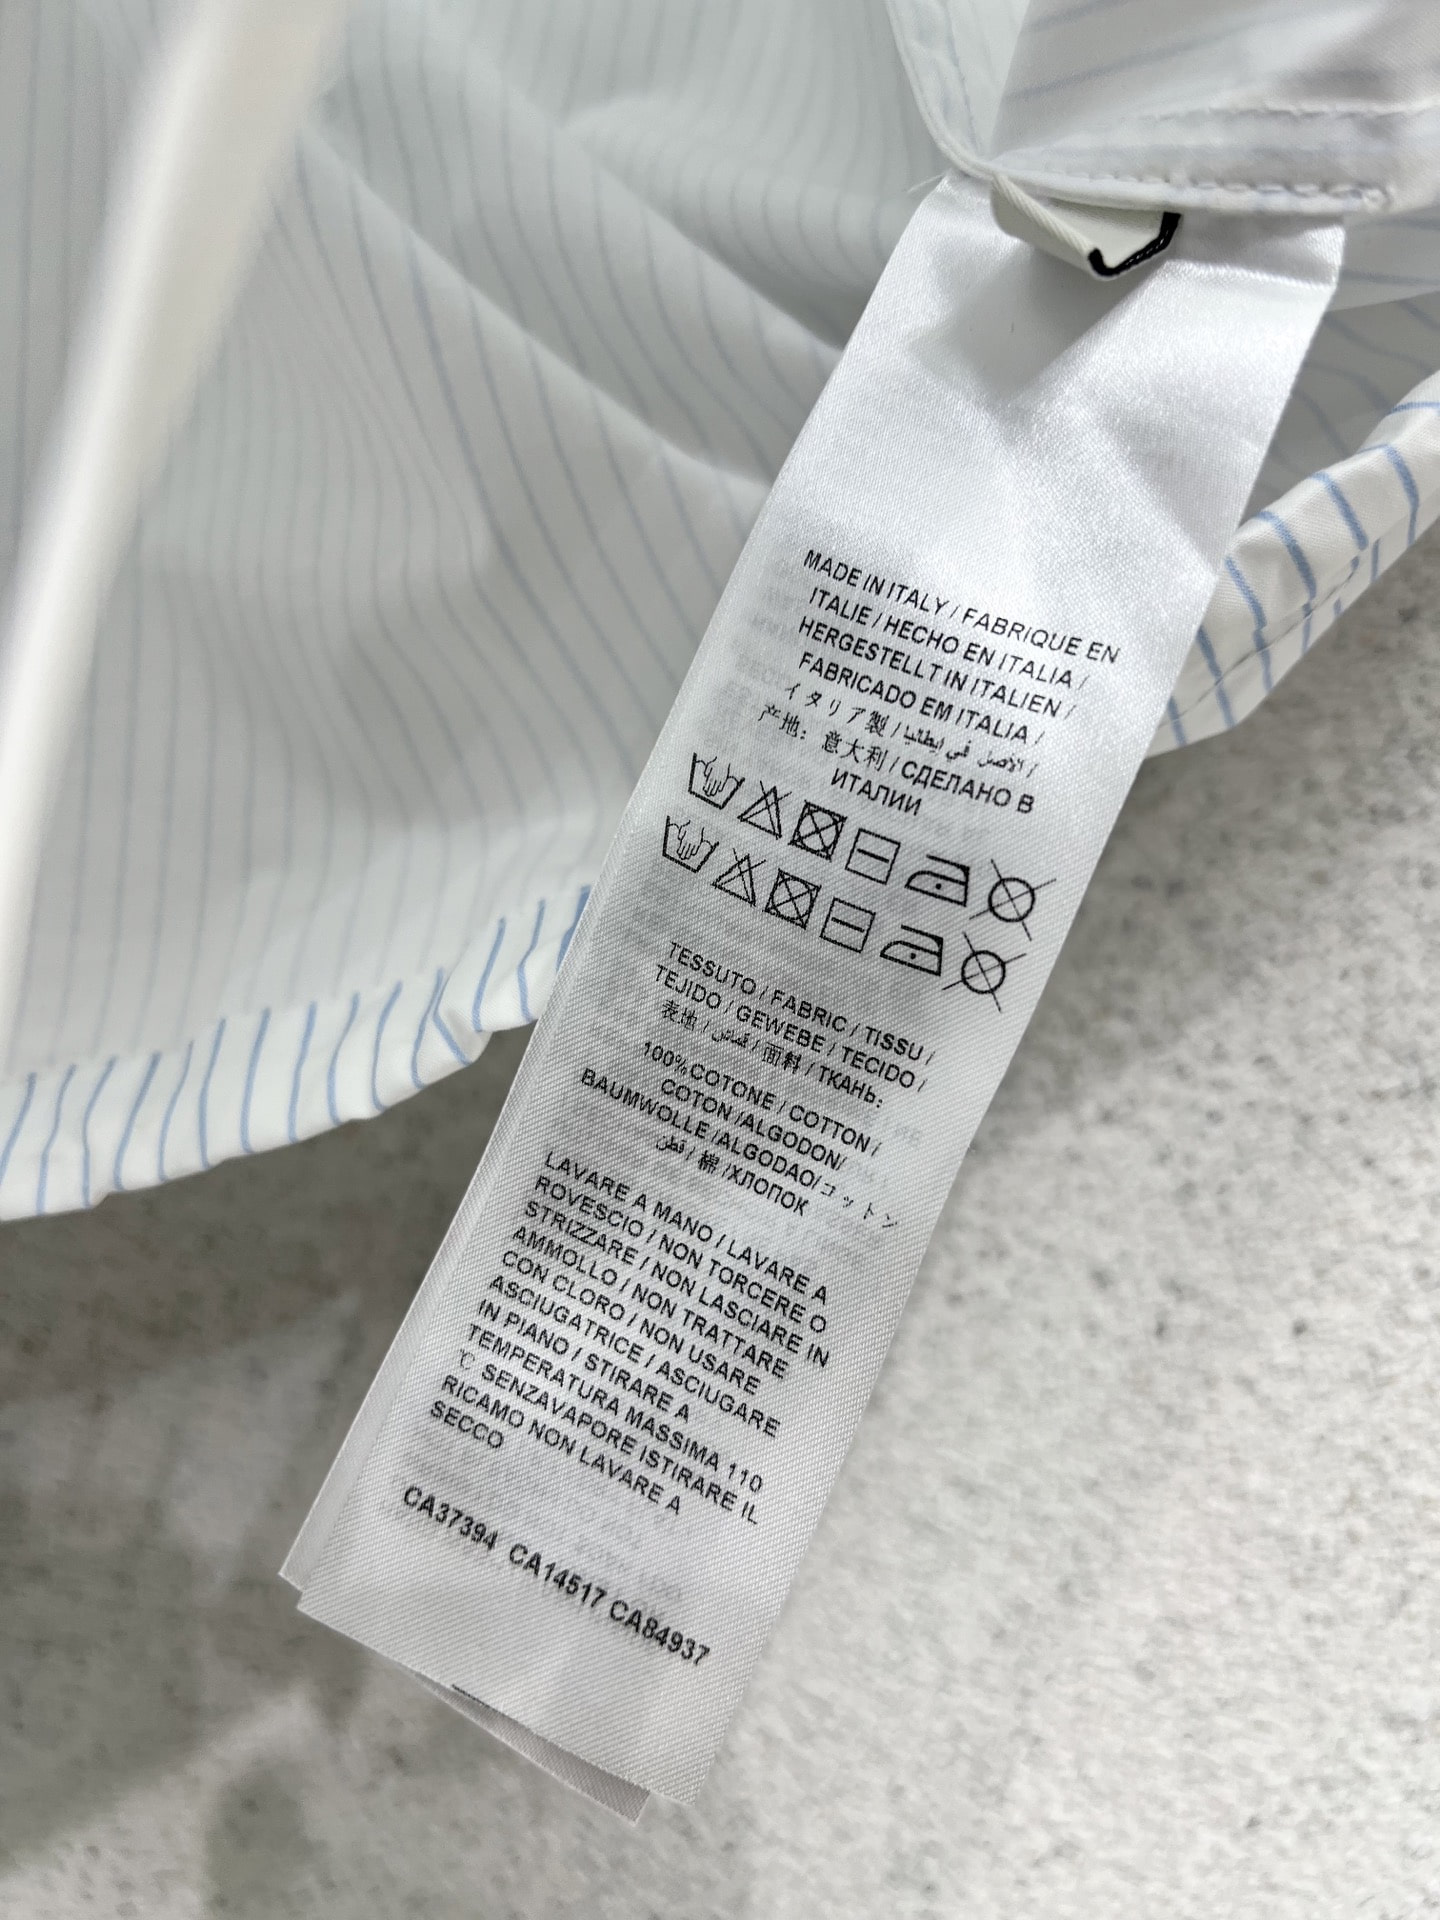 MADE IN ITALY / FABRIQUE EN
ITALIE / HECHO EN ITALIA /
HERGESTELLT IN ITALIEN /
FABRICADO EM ITALIA /
イタリア製 / الأصل في إيطاليا /
产地：意大利 / СДЕЛАНО В
ИТАЛИИ
TESSUTO / FABRIC / TISSU /
TEJIDO / GEWEBE / TECIDO /
表地 / قماش / 面料 / ТКАНЬ:
100%COTONE / COTTON /
COTON /ALGODON/
BAUMWOLLE /ALGODAO/コットン
قطن / 棉 /ХЛОПОК
LAVARE A MANO / LAVARE A
ROVESCIO / NON TORCERE O
STRIZZARE / NON LASCIARE IN
AMMOLLO / NON TRATTARE
CON CLORO / NON USARE
ASCIUGATRICE / ASCIUGARE
IN PIANO / STIRARE A
TEMPERATURA MASSIMA 110
℃ SENZAVAPORE ISTIRARE IL
RICAMO NON LAVARE A
SECCO
CA37394 CA14517 CA84937